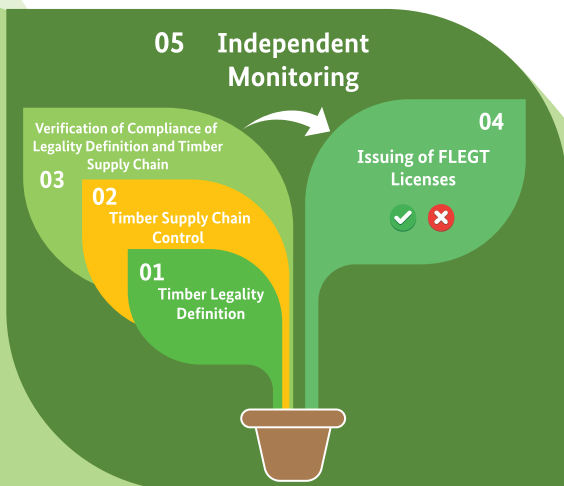 05 Independent
Monitoring
Verification of Compliance of
Legality Definition and Timber
Supply Chain
03
02
Timber Supply Chain
Control
01
Timber Legality
Definition
04
Issuing of FLEGT
Licenses